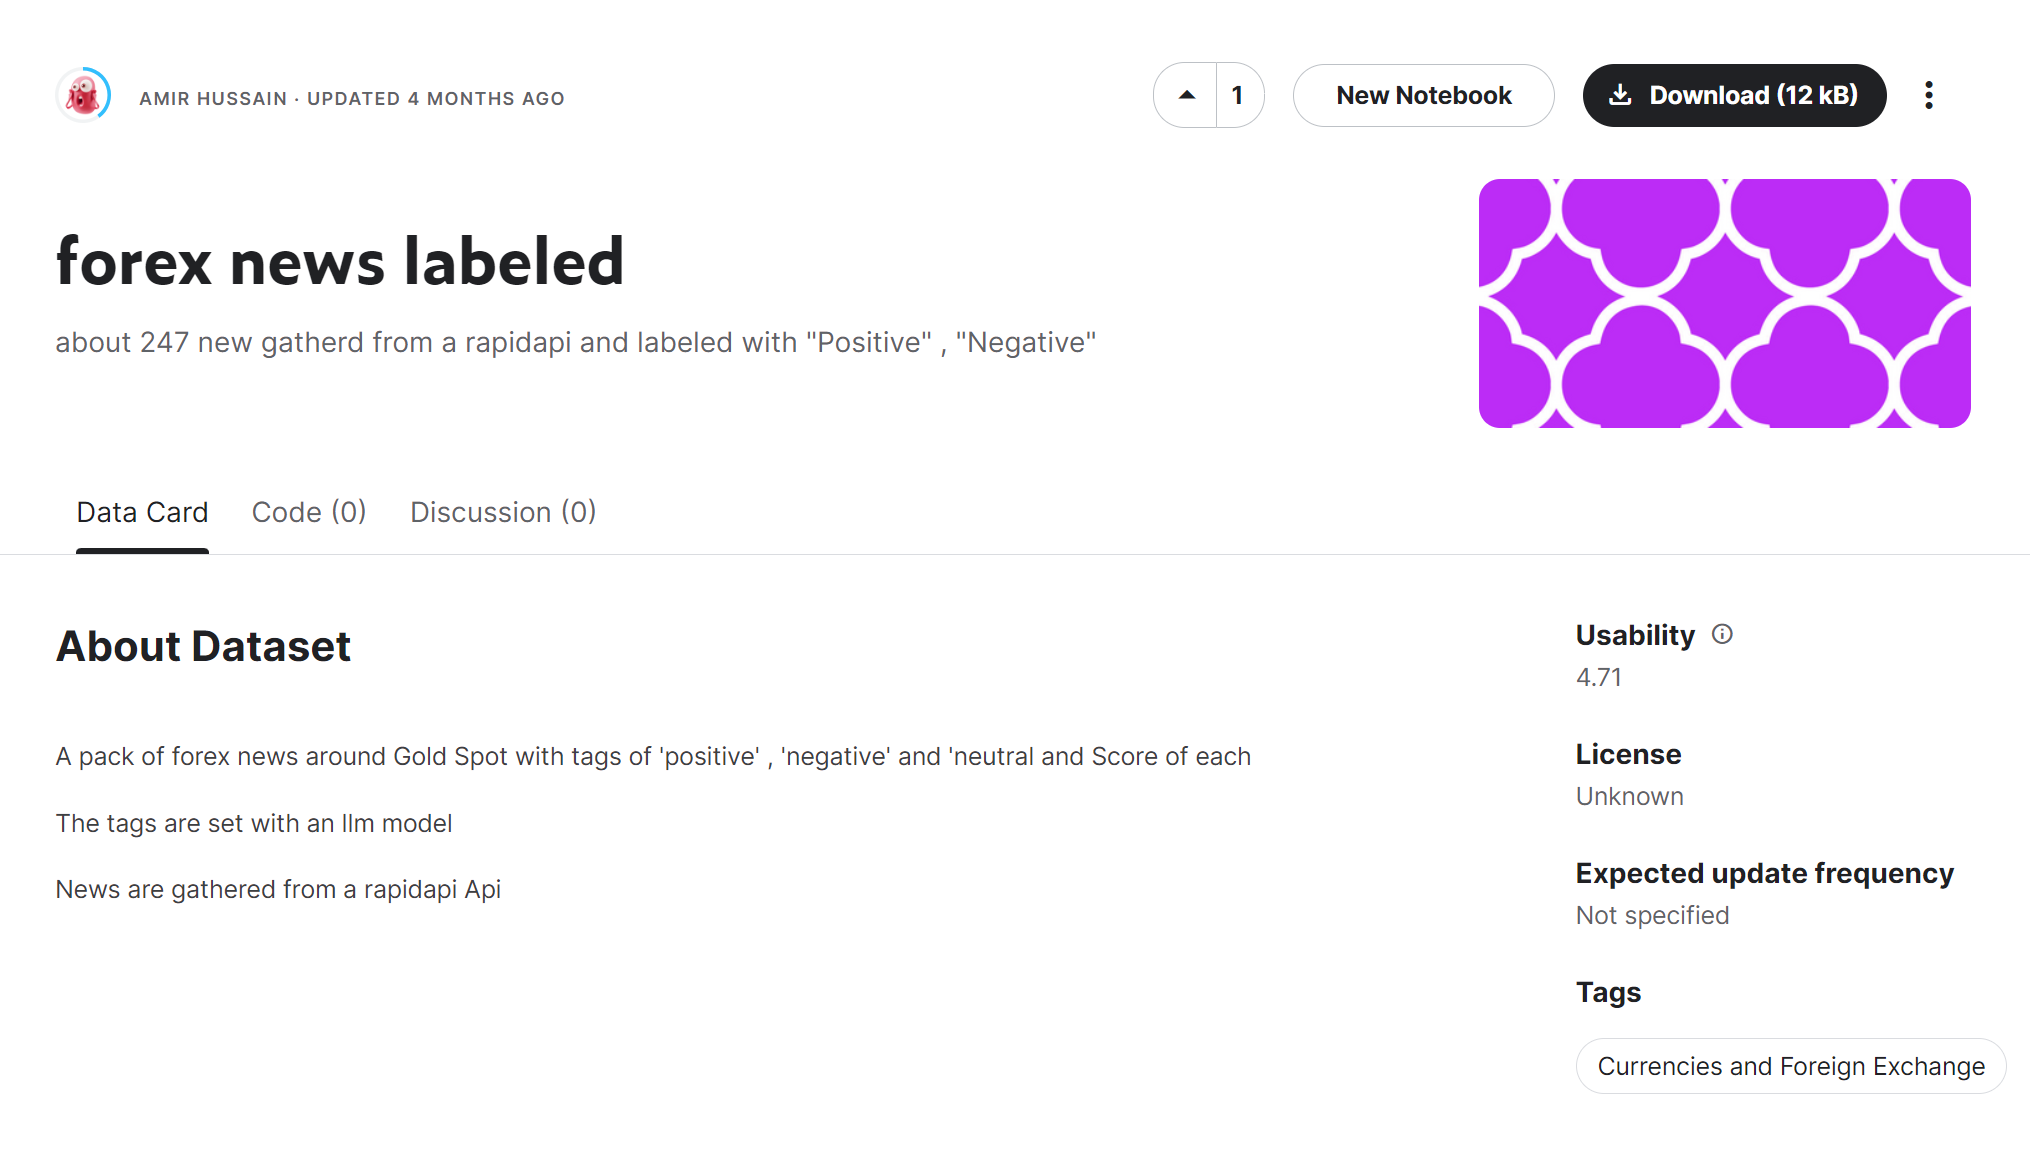 AMIR HUSSAIN · UPDATED 4 MONTHS AGO
1
New Notebook
Download (12 kB)
forex news labeled
about 247 new gatherd from a rapidapi and labeled with "Positive" , "Negative"
Data Card
Code (0)
Discussion (0)
About Dataset
A pack of forex news around Gold Spot with tags of 'positive' , 'negative' and 'neutral and Score of each
The tags are set with an llm model
News are gathered from a rapidapi Api
Usability
4.71
License
Unknown
Expected update frequency
Not specified
Tags
Currencies and Foreign Exchange